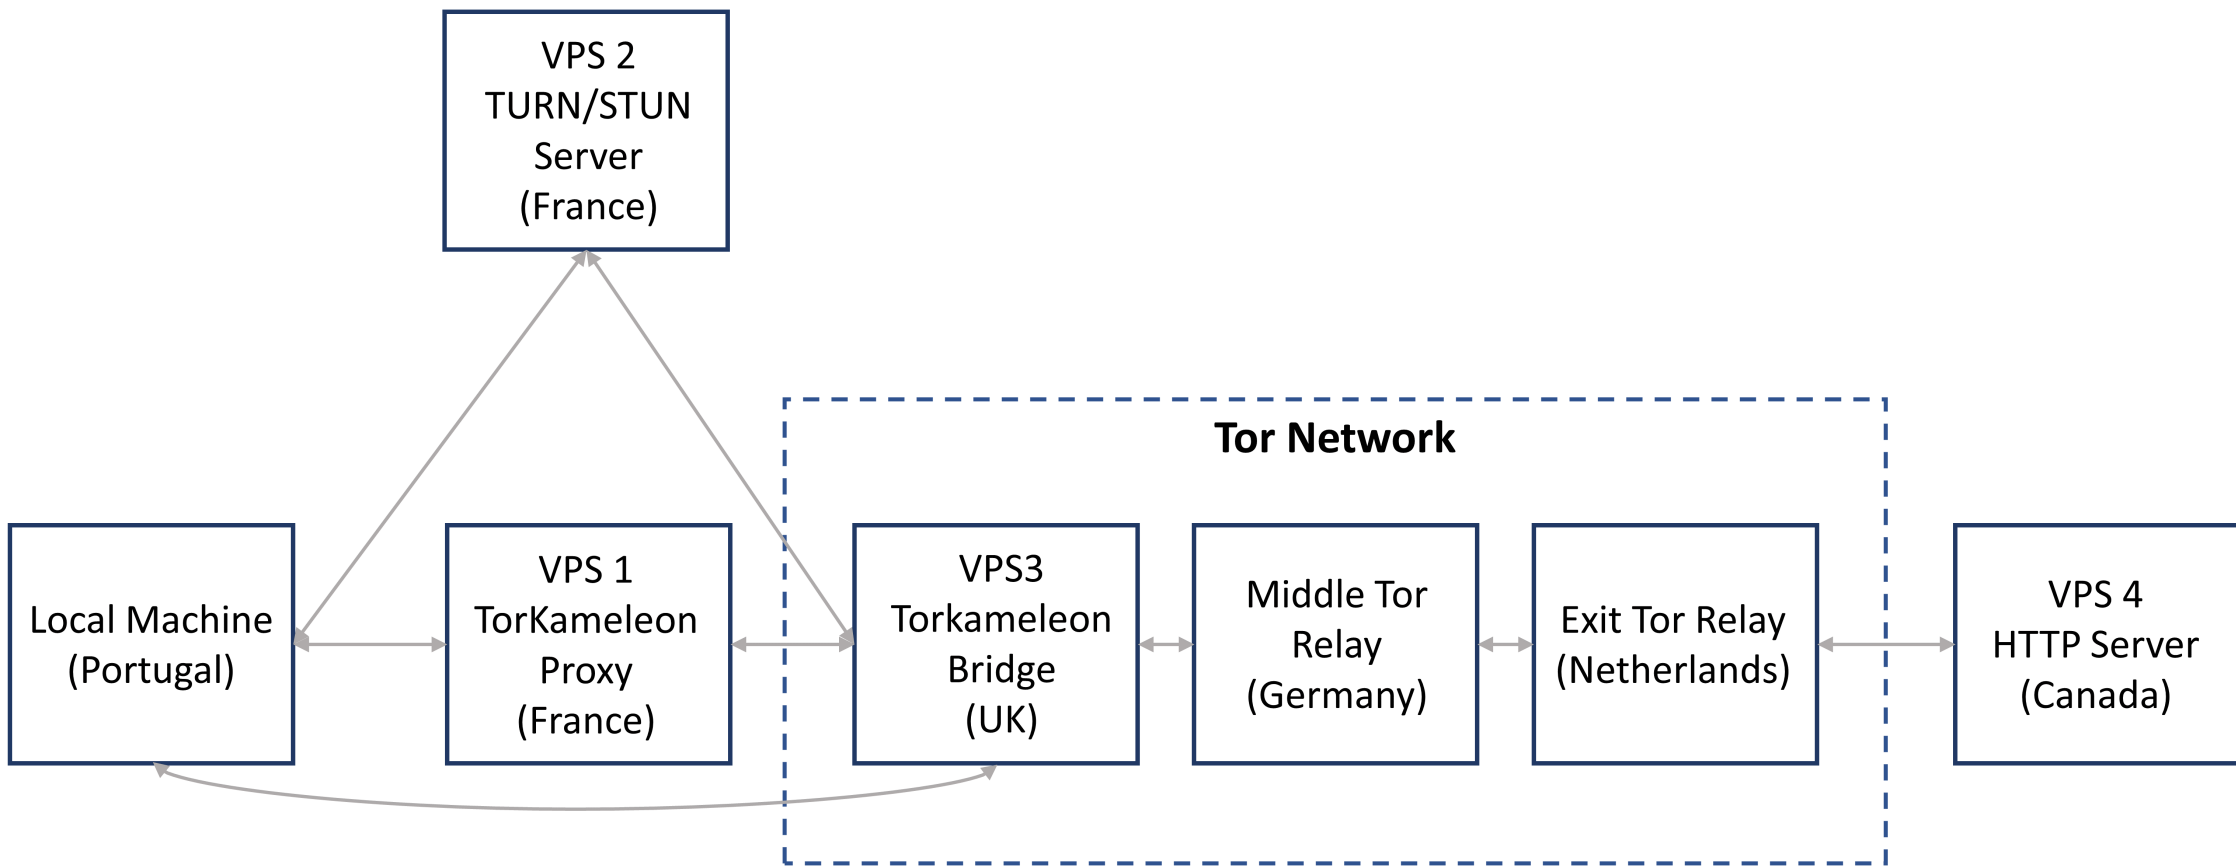 VPS 2
TURN/STUN
Server
(France)
Tor Network
Local Machine
(Portugal)
VPS 1
TorKameleon
Proxy
(France)
VPS3
Torkameleon
Bridge
(UK)
Middle Tor
Relay
(Germany)
Exit Tor Relay
(Netherlands)
VPS 4
HTTP Server
(Canada)